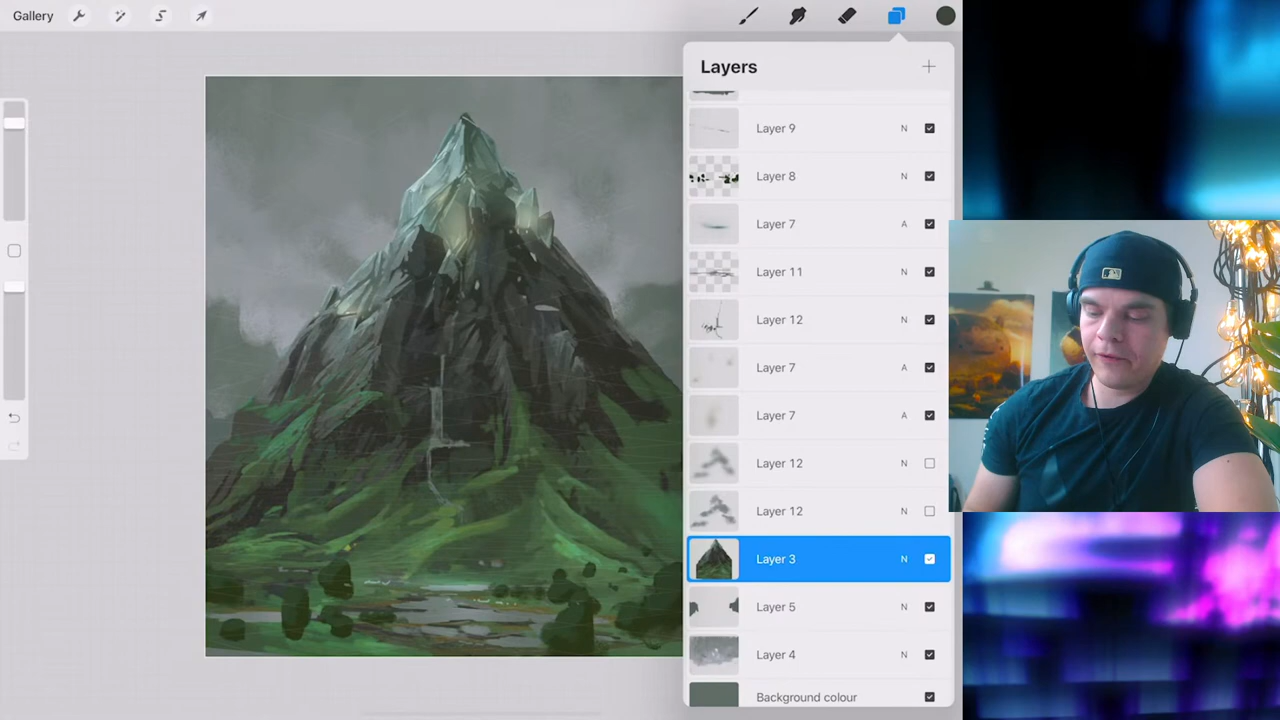 Gallery
Layers
Layer 9 N
Layer 8 N
Layer 7 A
Layer 11 N
Layer 12 N
Layer 7 A
Layer 7 A
Layer 12 N
Layer 12 N
Layer 3 N
Layer 5 N
Layer 4 N
Background colour